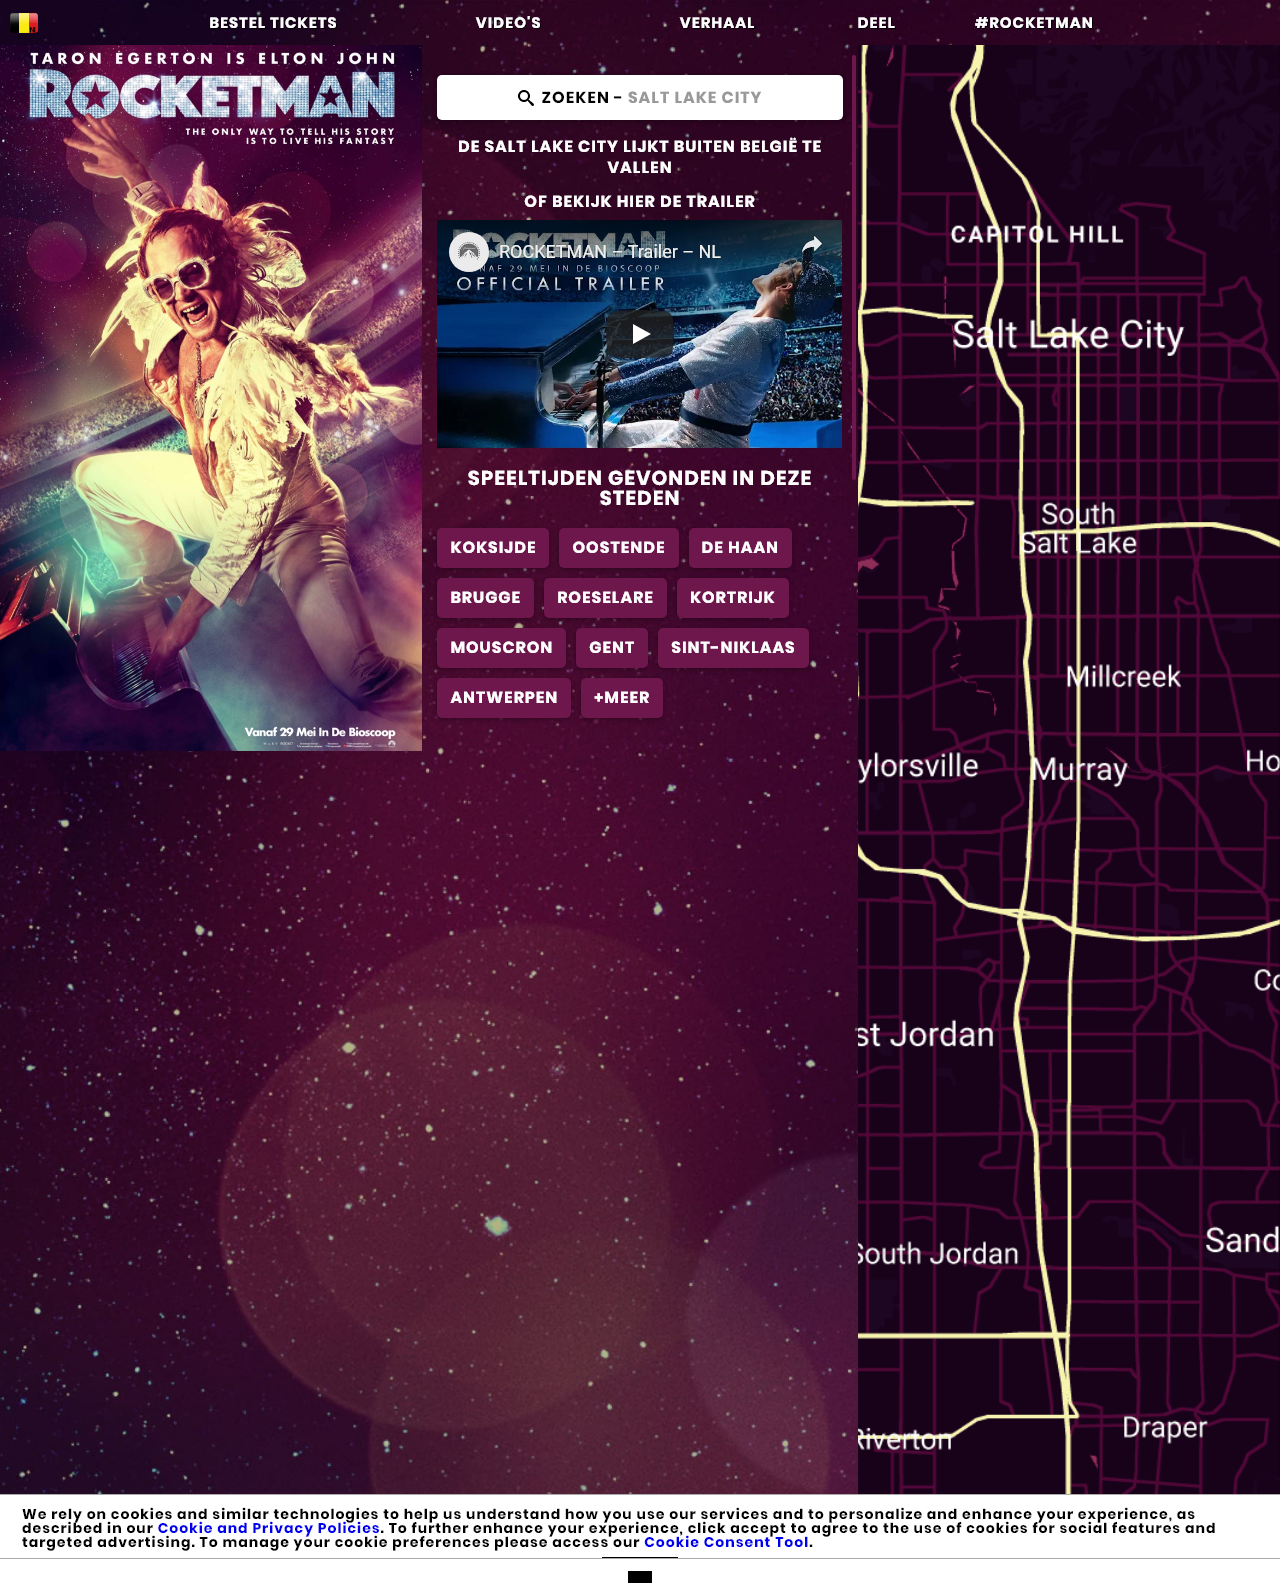 BESTEL TICKETS VIDEO'S VERHAAL DEEL #ROCKETMAN
TARON EGERTON IS ELTON JOHN
ROCKETMAN
THE ONLY WAY TO TELL HIS STORY
IS TO LIVE HIS FANTASY
Vanaf 29 Mei In De Bioscoop
ZOEKEN - SALT LAKE CITY
DE SALT LAKE CITY LIJKT BUITEN BELGIË TE
VALLEN
OF BEKIJK HIER DE TRAILER
ROCKETMAN – Trailer – NL
ROCKETMAN
VANAF 29 MEI IN DE BIOSCOOP
OFFICIAL TRAILER
SPEELTIJDEN GEVONDEN IN DEZE
STEDEN
KOKSIJDE OOSTENDE DE HAAN
BRUGGE ROESELARE KORTRIJK
MOUSCRON GENT SINT-NIKLAAS
ANTWERPEN +MEER
CAPITOL HILL
Salt Lake City
South
Salt Lake
Millcreek
ylorsville Murray Ho
st Jordan Co
South Jordan Sand
Riverton Draper
We rely on cookies and similar technologies to help us understand how you use our services and to personalize and enhance your experience, as
described in our Cookie and Privacy Policies. To further enhance your experience, click accept to agree to the use of cookies for social features and
targeted advertising. To manage your cookie preferences please access our Cookie Consent Tool.